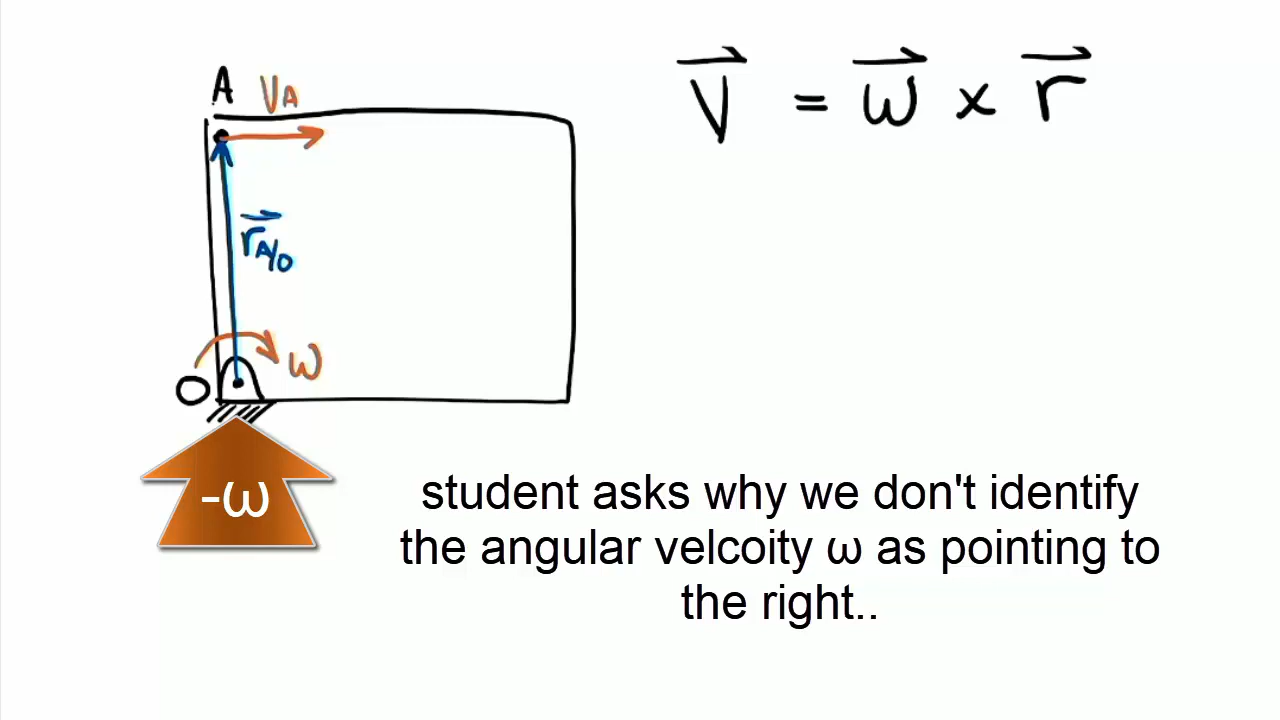 A VA
V = ω × r
rA/O
ω
O
-ω
student asks why we don't identify
the angular velcoity ω as pointing to
the right..